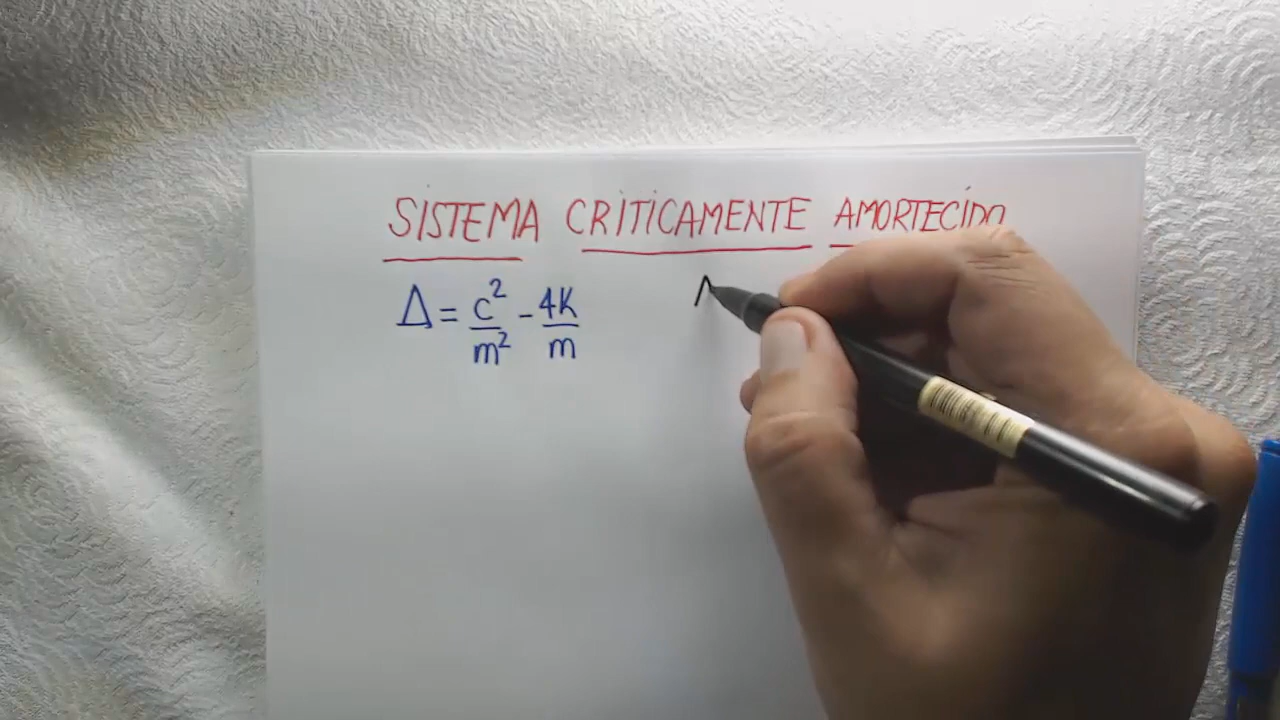 SISTEMA CRITICAMENTE AMORTECIDO
Δ = c²/m² - 4K/m